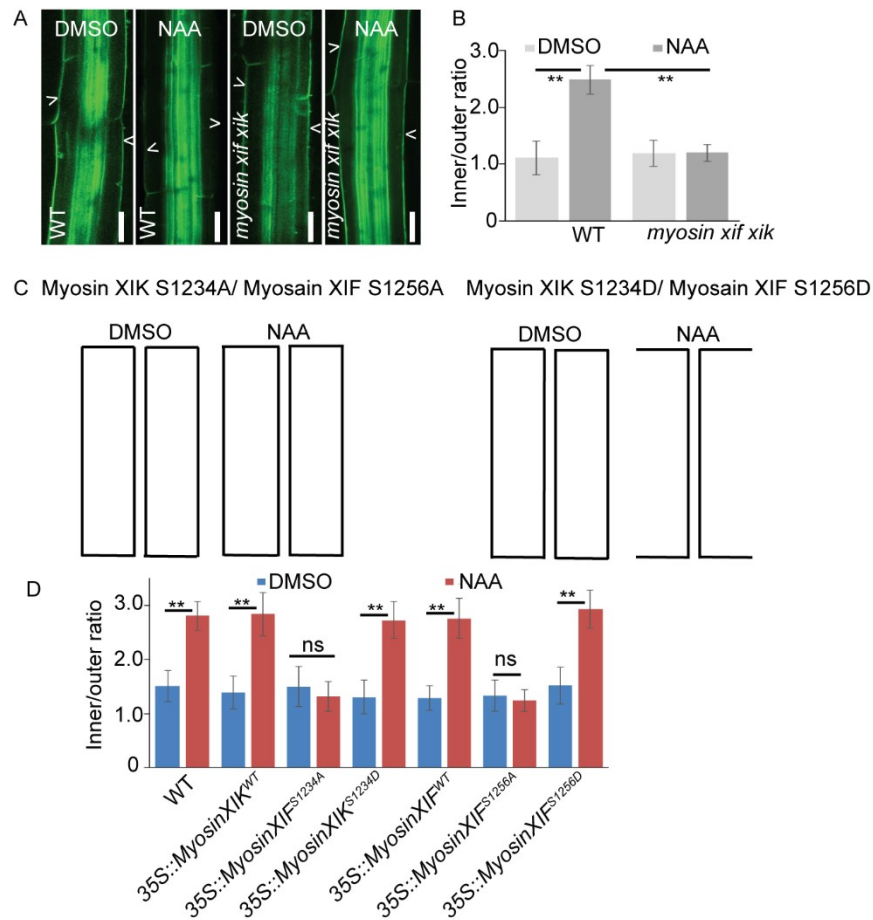 A
DMSO NAA DMSO NAA
WT WT myosin xif xik myosin xif xik
B
DMSO NAA
3.0
** **
2.0
1.0
0
Inner/outer ratio
WT myosin xif xik
C Myosin XIK S1234A/ Myosain XIF S1256A Myosin XIK S1234D/ Myosain XIF S1256D
DMSO NAA DMSO NAA
D
DMSO NAA
3.0
** ** ns ** ** ns **
2.0
1.0
0
Inner/outer ratio
WT
35S::MyosinXIK^WT
35S::MyosinXIF^S1234A
35S::MyosinXIK^S1234D
35S::MyosinXIF^WT
35S::MyosinXIF^S1256A
35S::MyosinXIF^S1256D